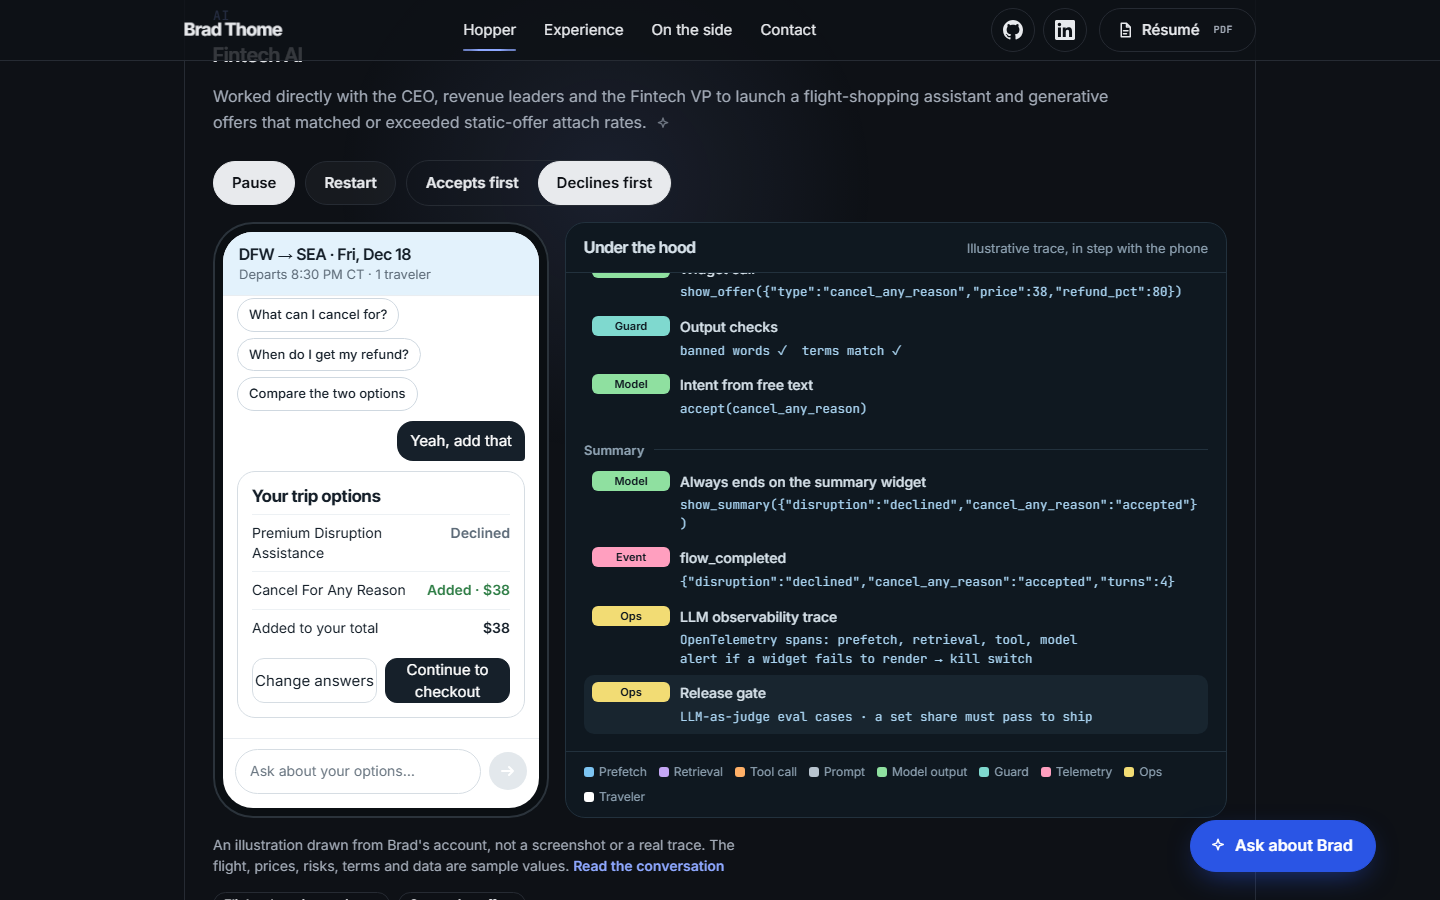 AI
Brad Thome
Hopper
Experience
On the side
Contact
Résumé PDF
Fintech AI
Worked directly with the CEO, revenue leaders and the Fintech VP to launch a flight-shopping assistant and generative
offers that matched or exceeded static-offer attach rates.
Pause
Restart
Accepts first
Declines first
DFW → SEA · Fri, Dec 18
Departs 8:30 PM CT · 1 traveler
What can I cancel for?
When do I get my refund?
Compare the two options
Yeah, add that
Your trip options
Premium Disruption
Assistance
Declined
Cancel For Any Reason
Added · $38
Added to your total
$38
Change answers
Continue to
checkout
Ask about your options...
Under the hood
Illustrative trace, in step with the phone
show_offer({"type":"cancel_any_reason","price":38,"refund_pct":80})
Guard
Output checks
banned words ✓ terms match ✓
Model
Intent from free text
accept(cancel_any_reason)
Summary
Model
Always ends on the summary widget
show_summary({"disruption":"declined","cancel_any_reason":"accepted"}
)
Event
flow_completed
{"disruption":"declined","cancel_any_reason":"accepted","turns":4}
Ops
LLM observability trace
OpenTelemetry spans: prefetch, retrieval, tool, model
alert if a widget fails to render → kill switch
Ops
Release gate
LLM-as-judge eval cases · a set share must pass to ship
Prefetch
Retrieval
Tool call
Prompt
Model output
Guard
Telemetry
Ops
Traveler
An illustration drawn from Brad's account, not a screenshot or a real trace. The
flight, prices, risks, terms and data are sample values. Read the conversation
Ask about Brad